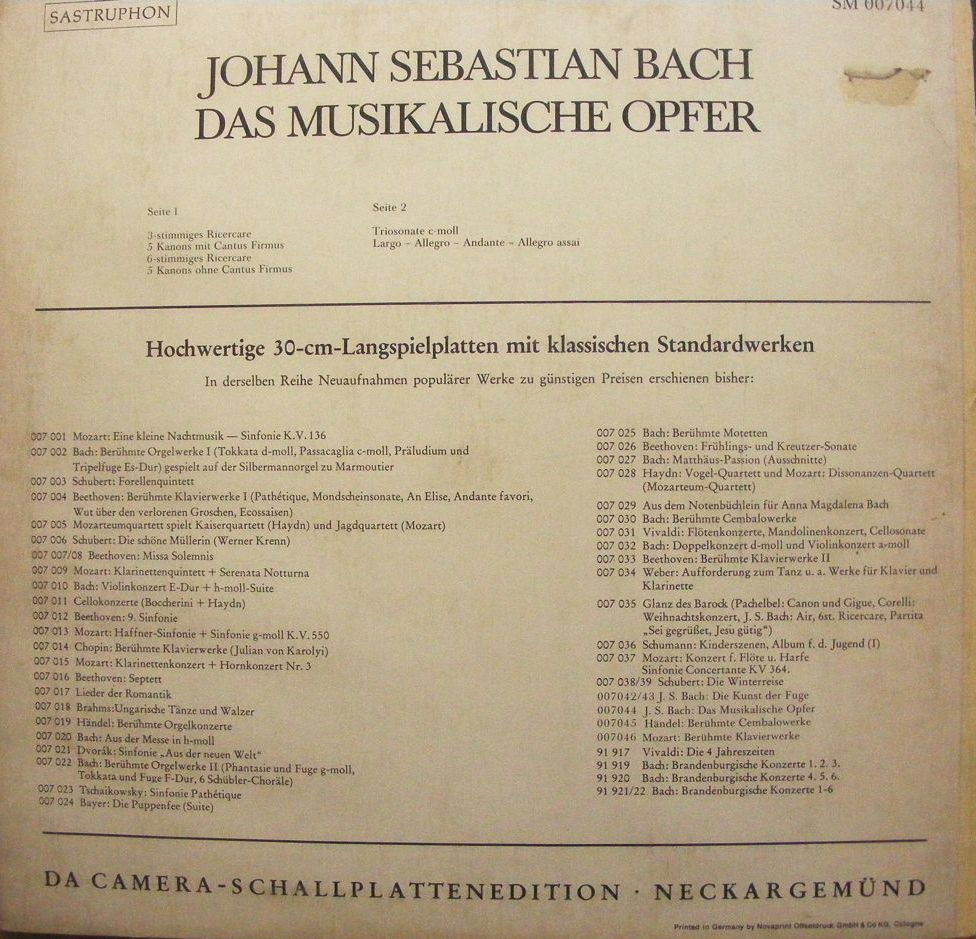 SASTRUPHON
SM 007044
JOHANN SEBASTIAN BACH
DAS MUSIKALISCHE OPFER
Seite 1
3-stimmiges Ricercare
5 Kanons mit Cantus Firmus
6-stimmiges Ricercare
5 Kanons ohne Cantus Firmus
Seite 2
Triosonate c-moll
Largo – Allegro – Andante – Allegro assai
Hochwertige 30-cm-Langspielplatten mit klassischen Standardwerken
In derselben Reihe Neuaufnahmen populärer Werke zu günstigen Preisen erschienen bisher:
007 001 Mozart: Eine kleine Nachtmusik — Sinfonie K.V. 136
007 002 Bach: Berühmte Orgelwerke I (Tokkata d-moll, Passacaglia c-moll, Präludium und
Tripelfuge Es-Dur) gespielt auf der Silbermannorgel zu Marmoutier
007 003 Schubert: Forellenquintett
007 004 Beethoven: Berühmte Klavierwerke I (Pathétique, Mondscheinsonate, An Elise, Andante favori,
Wut über den verlorenen Groschen, Ecossaisen)
007 005 Mozarteumquartett spielt Kaiserquartett (Haydn) und Jagdquartett (Mozart)
007 006 Schubert: Die schöne Müllerin (Werner Krenn)
007 007/08 Beethoven: Missa Solemnis
007 009 Mozart: Klarinettenquintett + Serenata Notturna
007 010 Bach: Violinkonzert E-Dur + h-moll-Suite
007 011 Cellokonzerte (Boccherini + Haydn)
007 012 Beethoven: 9. Sinfonie
007 013 Mozart: Haffner-Sinfonie + Sinfonie g-moll K.V. 550
007 014 Chopin: Berühmte Klavierwerke (Julian von Karolyi)
007 015 Mozart: Klarinettenkonzert + Hornkonzert Nr. 3
007 016 Beethoven: Septett
007 017 Lieder der Romantik
007 018 Brahms:Ungarische Tänze und Walzer
007 019 Händel: Berühmte Orgelkonzerte
007 020 Bach: Aus der Messe in h-moll
007 021 Dvorák: Sinfonie „Aus der neuen Welt“
007 022 Bach: Berühmte Orgelwerke II (Phantasie und Fuge g-moll,
Tokkata und Fuge F-Dur, 6 Schübler-Choräle)
007 023 Tschaikowsky: Sinfonie Pathétique
007 024 Bayer: Die Puppenfee (Suite)
007 025 Bach: Berühmte Motetten
007 026 Beethoven: Frühlings- und Kreutzer-Sonate
007 027 Bach: Matthäus-Passion (Ausschnitte)
007 028 Haydn: Vogel-Quartett und Mozart: Dissonanzen-Quartett
(Mozarteum-Quartett)
007 029 Aus dem Notenbüchlein für Anna Magdalena Bach
007 030 Bach: Berühmte Cembalowerke
007 031 Vivaldi: Flötenkonzerte, Mandolinenkonzert, Cellosonate
007 032 Bach: Doppelkonzert d-moll und Violinkonzert a-moll
007 033 Beethoven: Berühmte Klavierwerke II
007 034 Weber: Aufforderung zum Tanz u. a. Werke für Klavier und
Klarinette
007 035 Glanz des Barock (Pachelbel: Canon und Gigue, Corelli:
Weihnachtskonzert, J. S. Bach: Air, 6st. Ricercare, Partita
„Sei gegrüßet, Jesu gütig“)
007 036 Schumann: Kinderszenen, Album f. d. Jugend (I)
007 037 Mozart: Konzert f. Flöte u. Harfe
Sinfonie Concertante KV 364.
007 038/39 Schubert: Die Winterreise
007042/43 J. S. Bach: Die Kunst der Fuge
007044 J. S. Bach: Das Musikalische Opfer
007045 Händel: Berühmte Cembalowerke
007046 Mozart: Berühmte Klavierwerke
91 917 Vivaldi: Die 4 Jahreszeiten
91 919 Bach: Brandenburgische Konzerte 1. 2. 3.
91 920 Bach: Brandenburgische Konzerte 4. 5. 6.
91 921/22 Bach: Brandenburgische Konzerte 1-6
DA CAMERA-SCHALLPLATTENEDITION · NECKARGEMÜND
Printed in Germany by Novaprint Offsetdruck GmbH & Co KG, Cologne